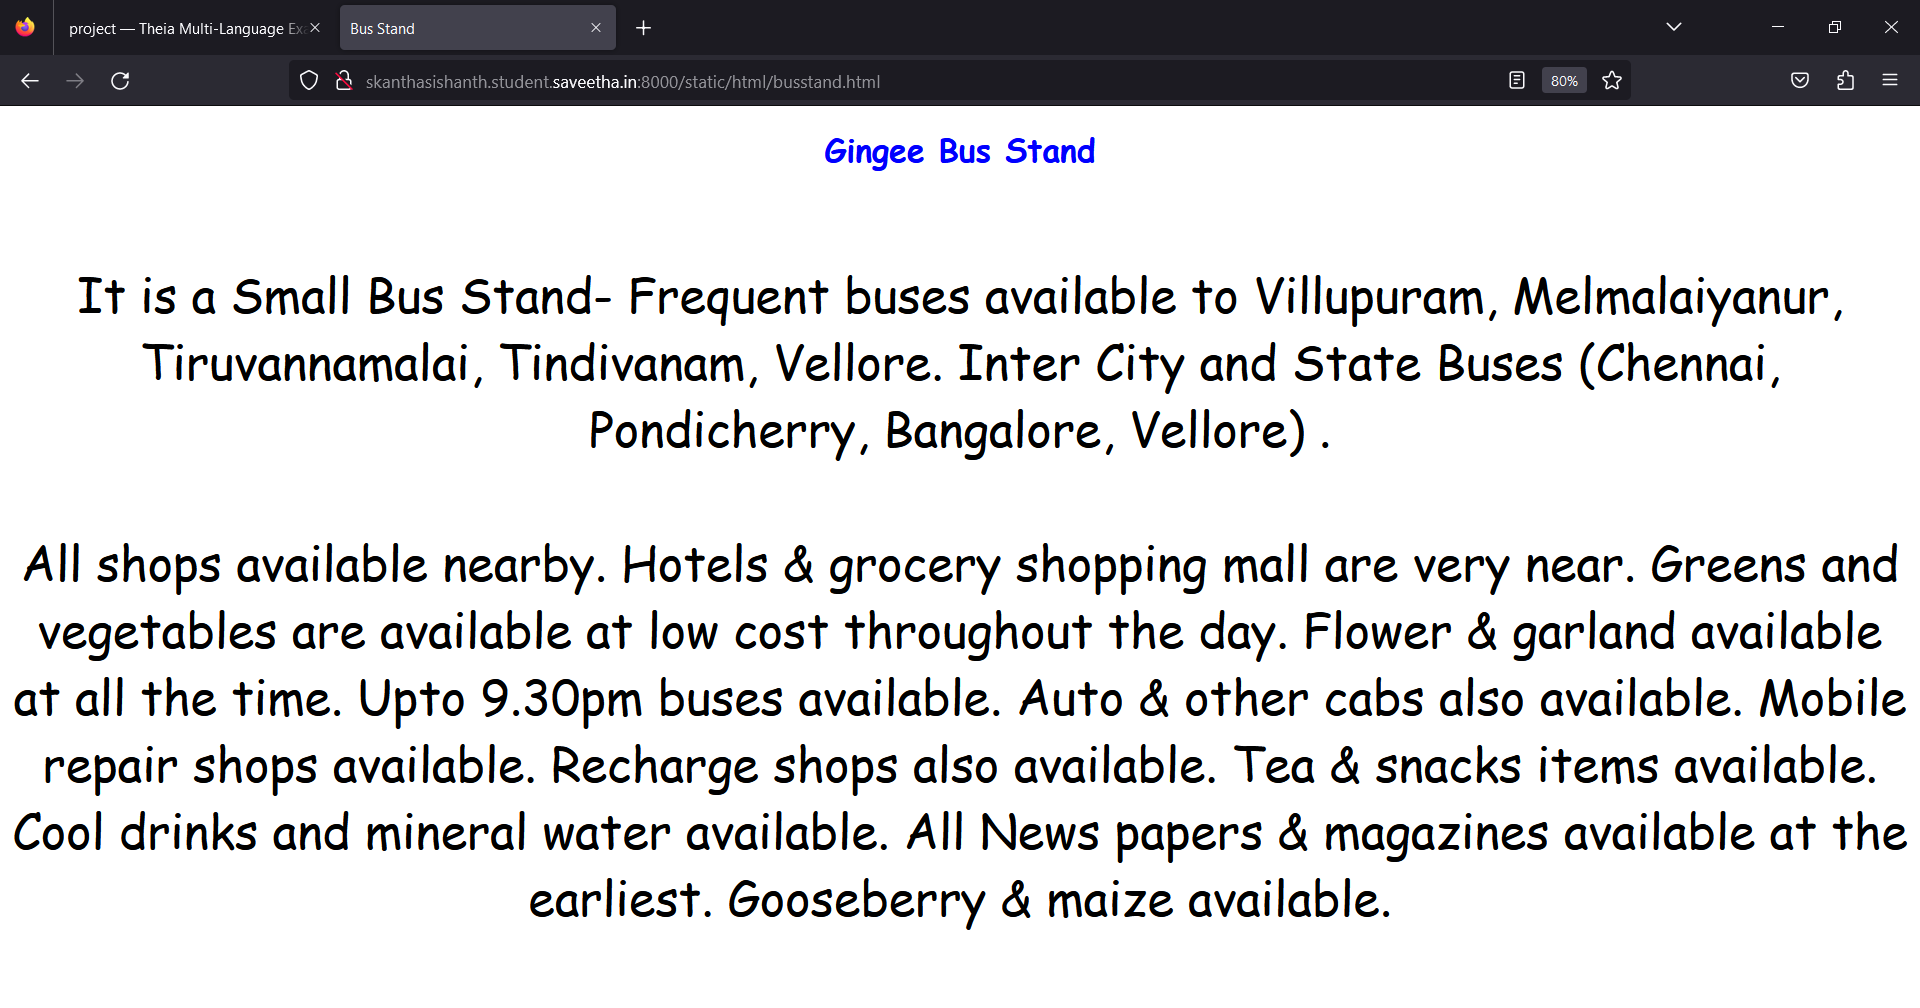 project — Theia Multi-Language Ex
Bus Stand
skanthasishanth.student.saveetha.in:8000/static/html/busstand.html
80%
Gingee Bus Stand
It is a Small Bus Stand- Frequent buses available to Villupuram, Melmalaiyanur,
Tiruvannamalai, Tindivanam, Vellore. Inter City and State Buses (Chennai,
Pondicherry, Bangalore, Vellore) .
All shops available nearby. Hotels & grocery shopping mall are very near. Greens and
vegetables are available at low cost throughout the day. Flower & garland available
at all the time. Upto 9.30pm buses available. Auto & other cabs also available. Mobile
repair shops available. Recharge shops also available. Tea & snacks items available.
Cool drinks and mineral water available. All News papers & magazines available at the
earliest. Gooseberry & maize available.